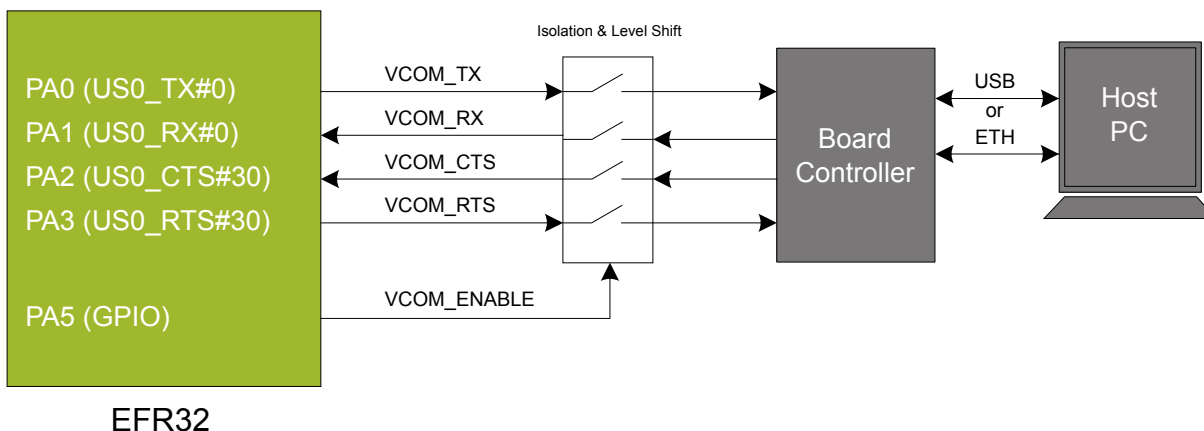 Isolation & Level Shift
PA0 (US0_TX#0)
PA1 (US0_RX#0)
PA2 (US0_CTS#30)
PA3 (US0_RTS#30)
PA5 (GPIO)
VCOM_TX
VCOM_RX
VCOM_CTS
VCOM_RTS
VCOM_ENABLE
Board
Controller
USB
or
ETH
Host
PC
EFR32